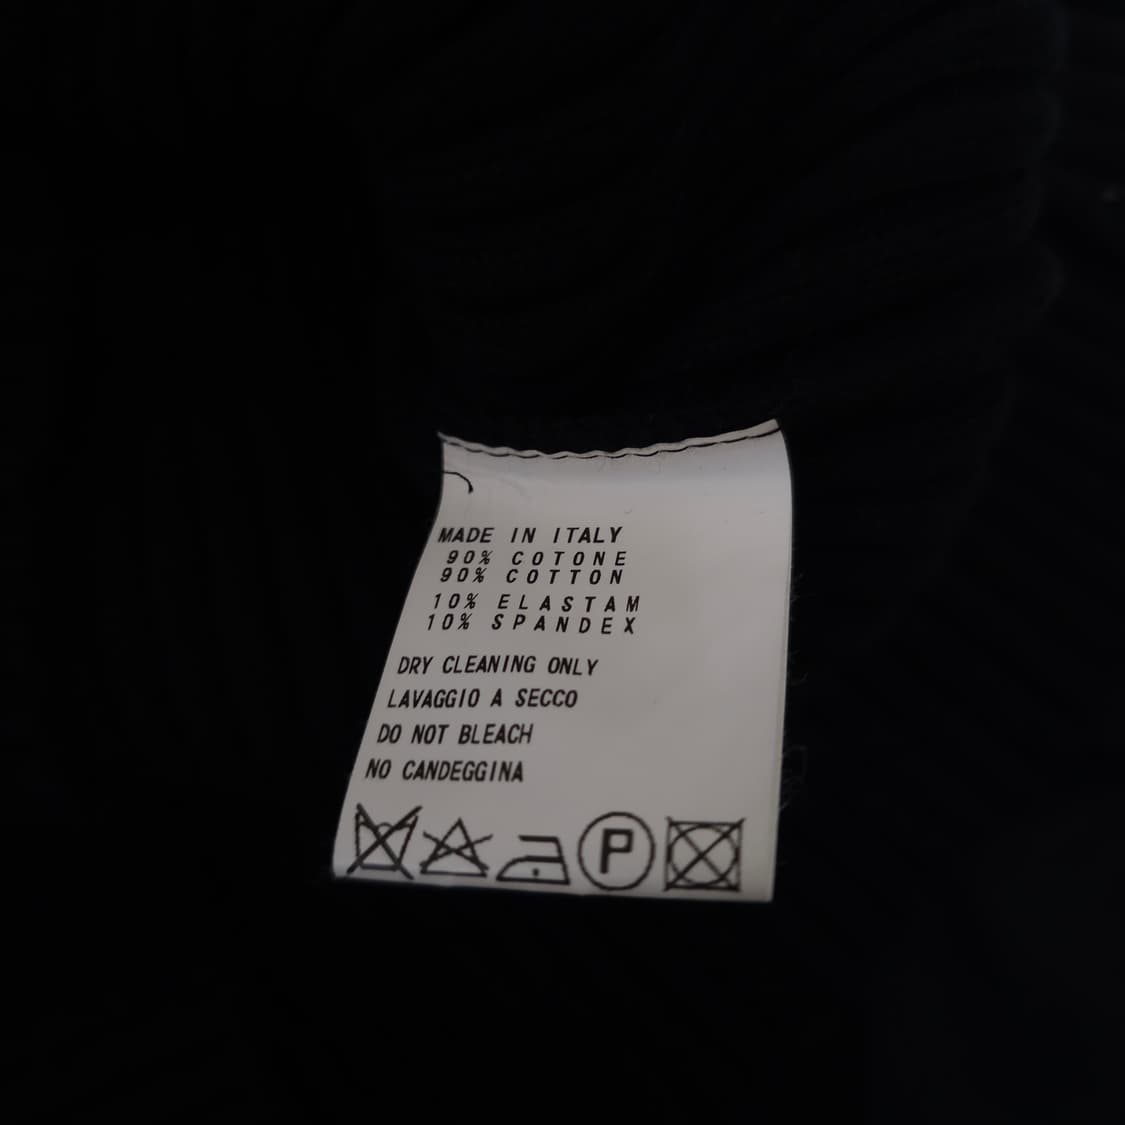 MADE IN ITALY
90% COTONE
90% COTTON
10% ELASTAM
10% SPANDEX
DRY CLEANING ONLY
LAVAGGIO A SECCO
DO NOT BLEACH
NO CANDEGGINA
P